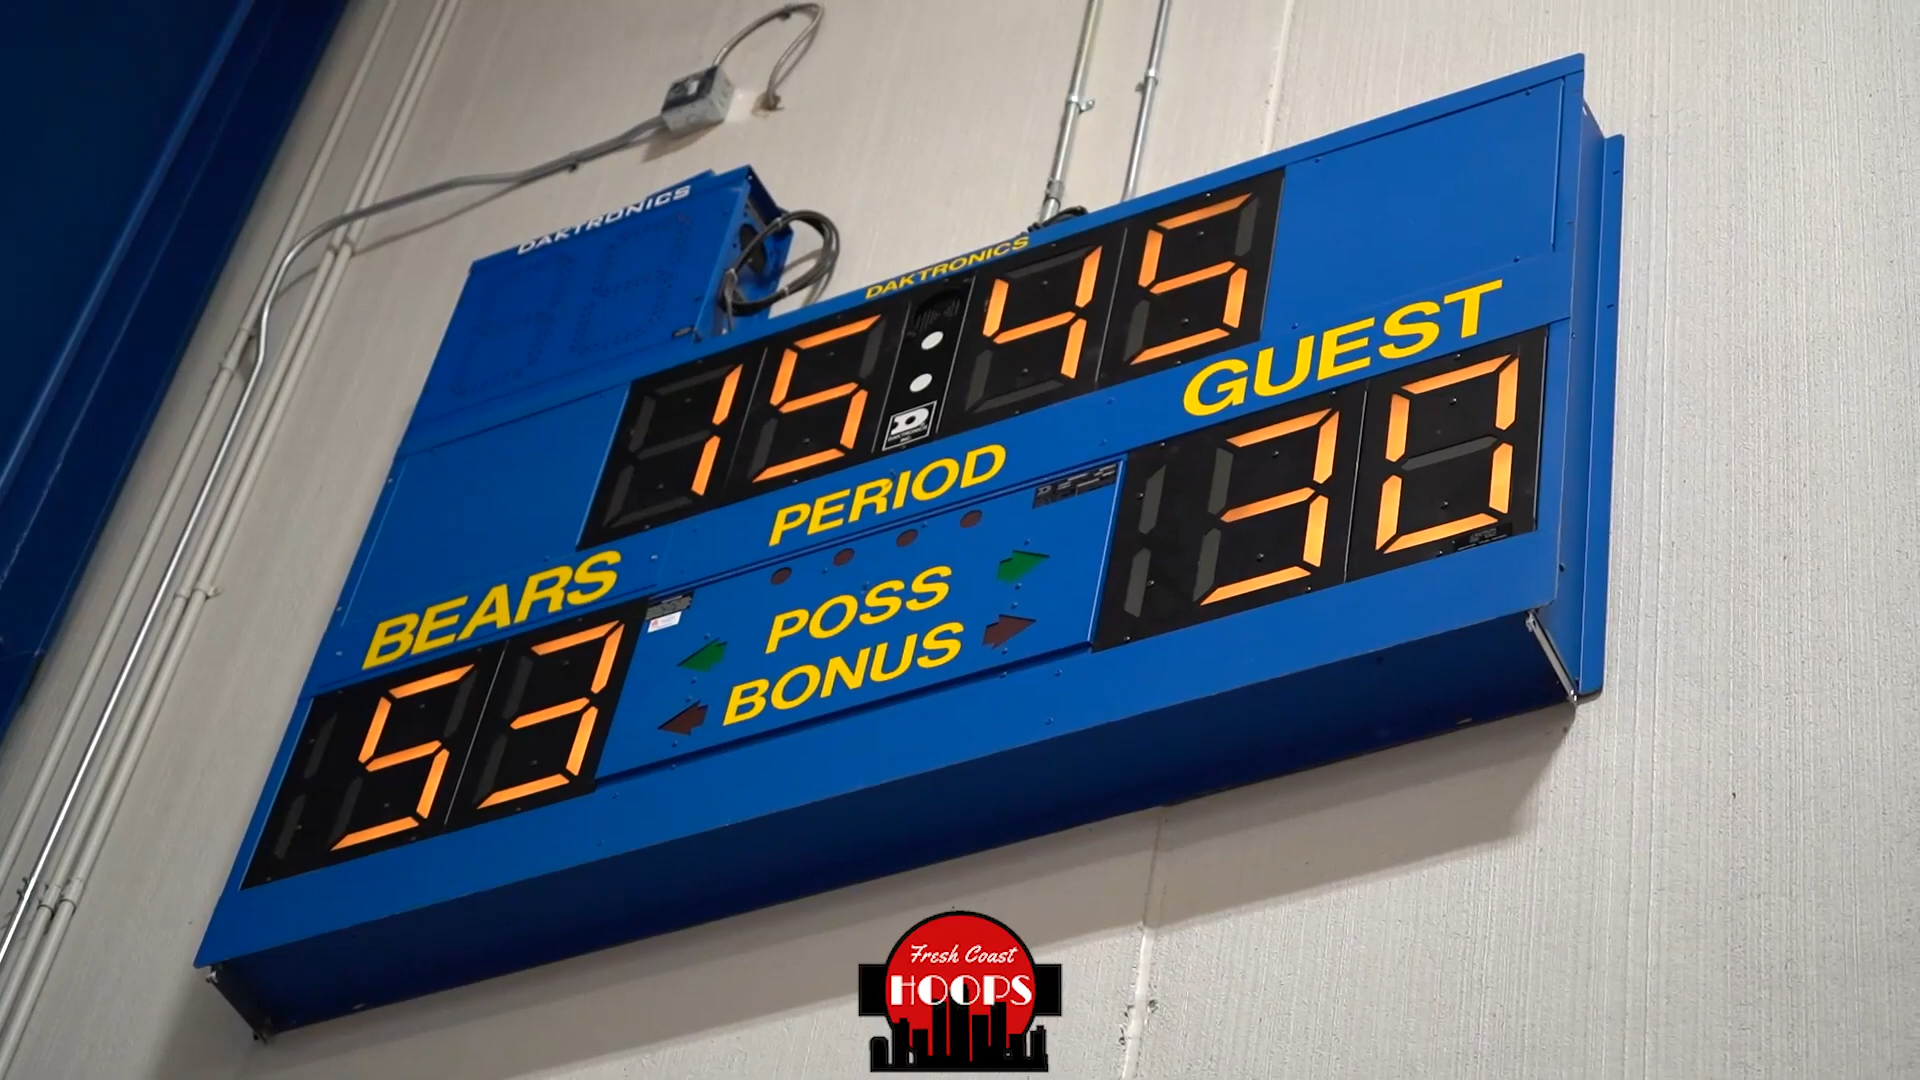 DAKTRONICS
DAKTRONICS
15:45
PERIOD
GUEST
30
BEARS
53
POSS
BONUS
Fresh Coast
HOOPS